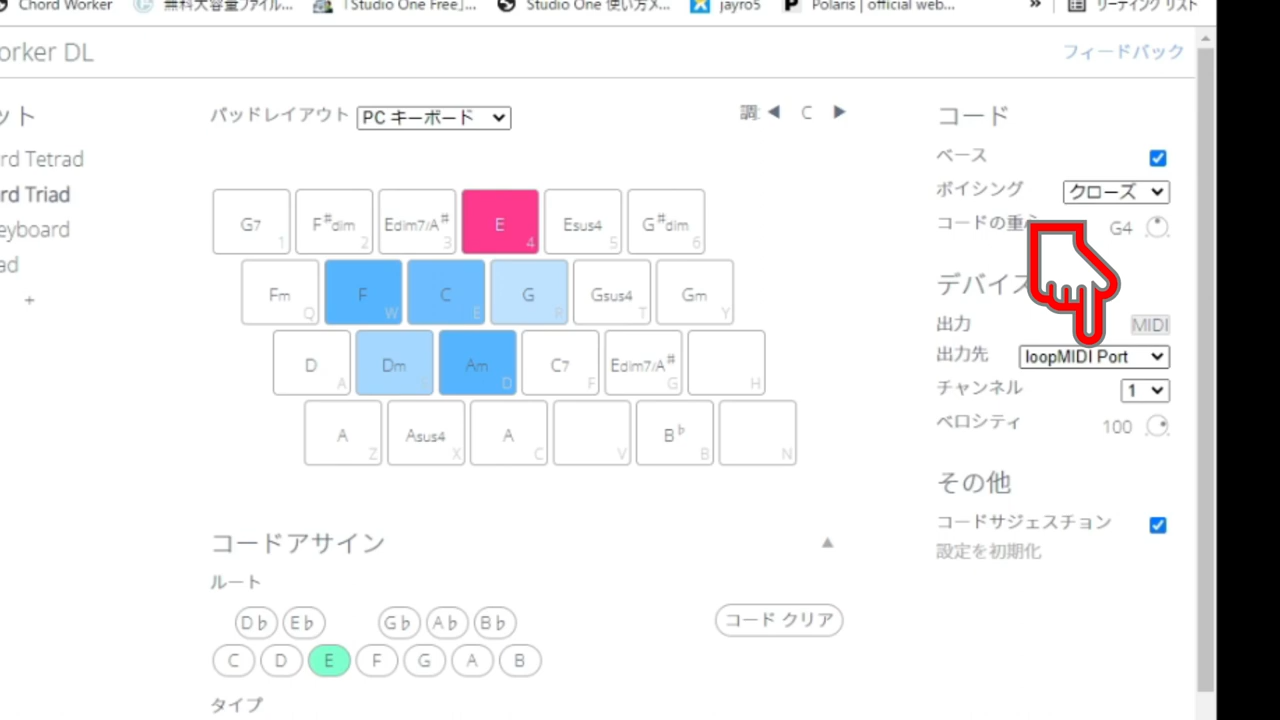 Chord Worker 無料大容量ファイル... 「Studio One Free」... Studio One 使い方メ... jayro5 Polaris | official web... » リーディング リスト
orker DL フィードバック
ット
rd Tetrad
rd Triad
eyboard
ad
+
パッドレイアウト PC キーボード
調: ◀ C ▶
G7 1 F#dim 2 Edim7/A# 3 E 4 Esus4 5 G#dim 6
Fm Q F W C E G R Gsus4 T Gm Y
D A Dm Am D C7 F Edim7/A# G H
A Z Asus4 X A C V B♭ B N
コードアサイン ▲
ルート
D♭ E♭ G♭ A♭ B♭
コード クリア
C D E F G A B
タイプ
コード
ベース
ボイシング クローズ
コードの重心 G4
デバイス
出力 MIDI
出力先 loopMIDI Port
チャンネル 1
ベロシティ 100
その他
コードサジェスチョン
設定を初期化